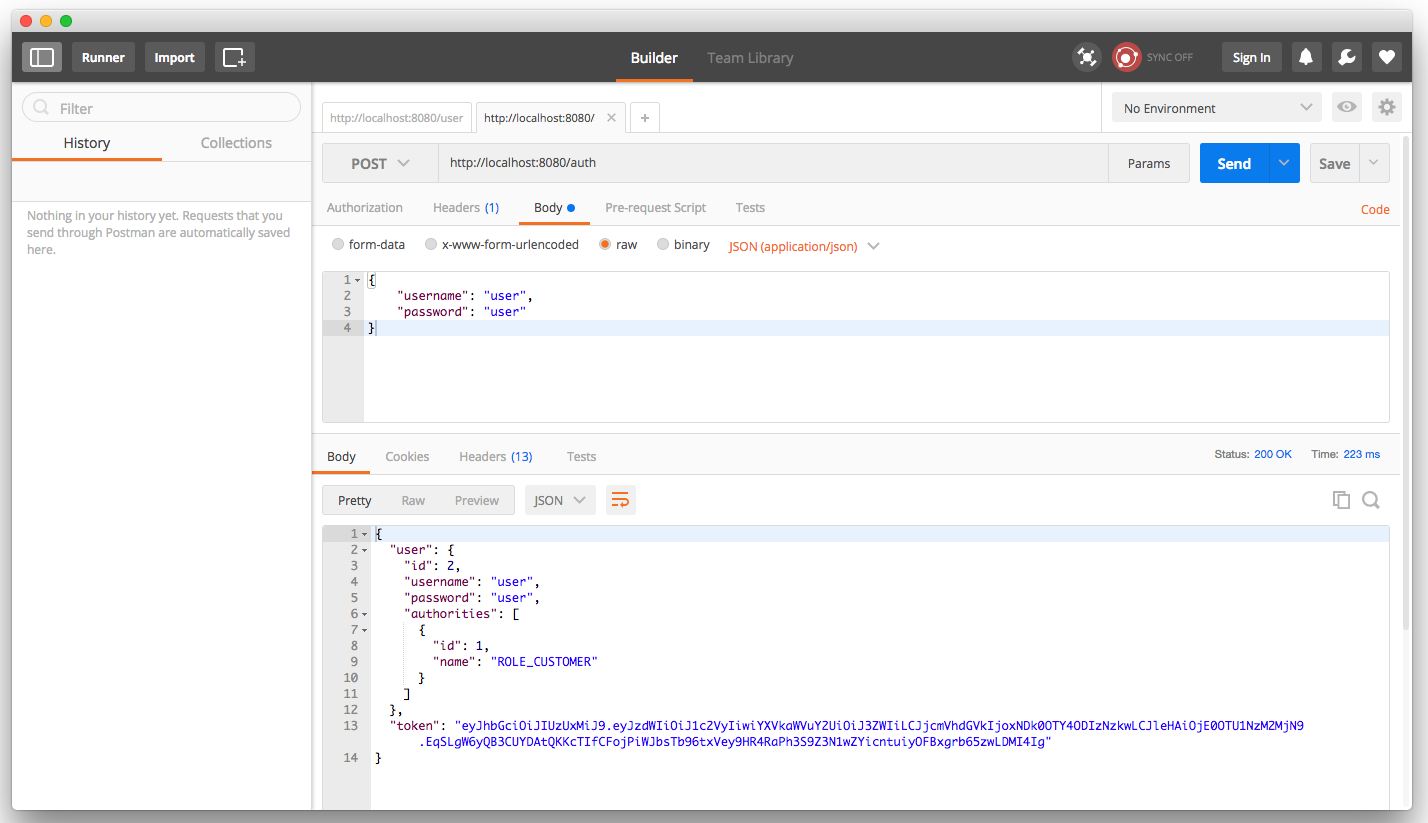 Runner Import Builder Team Library SYNC OFF Sign In
Filter
History Collections
Nothing in your history yet. Requests that you
send through Postman are automatically saved
here.
http://localhost:8080/user http://localhost:8080/ No Environment
POST http://localhost:8080/auth Params Send Save
Authorization Headers (1) Body Pre-request Script Tests Code
form-data x-www-form-urlencoded raw binary JSON (application/json)
1 {
2 "username": "user",
3 "password": "user"
4 }
Body Cookies Headers (13) Tests Status: 200 OK Time: 223 ms
Pretty Raw Preview JSON
1 {
2 "user": {
3 "id": 2,
4 "username": "user",
5 "password": "user",
6 "authorities": [
7 {
8 "id": 1,
9 "name": "ROLE_CUSTOMER"
10 }
11 ]
12 },
13 "token": "eyJhbGciOiJIUzUxMiJ9.eyJzdWIiOiJ1c2VyIiwiYXVkaWVuY2UiOiJ3ZWIiLCJjcmVhdGVkIjoxNDk0OTY4ODIzNzkwLCJleHAiOjE0OTU1NzM2MjN9
.EqSLgW6yQB3CUYDAtQKKcTIfCFojPiWJbsTb96txVey9HR4RaPh3S9Z3N1wZYicntuiyOFBxgrb65zwLDMI4Ig"
14 }